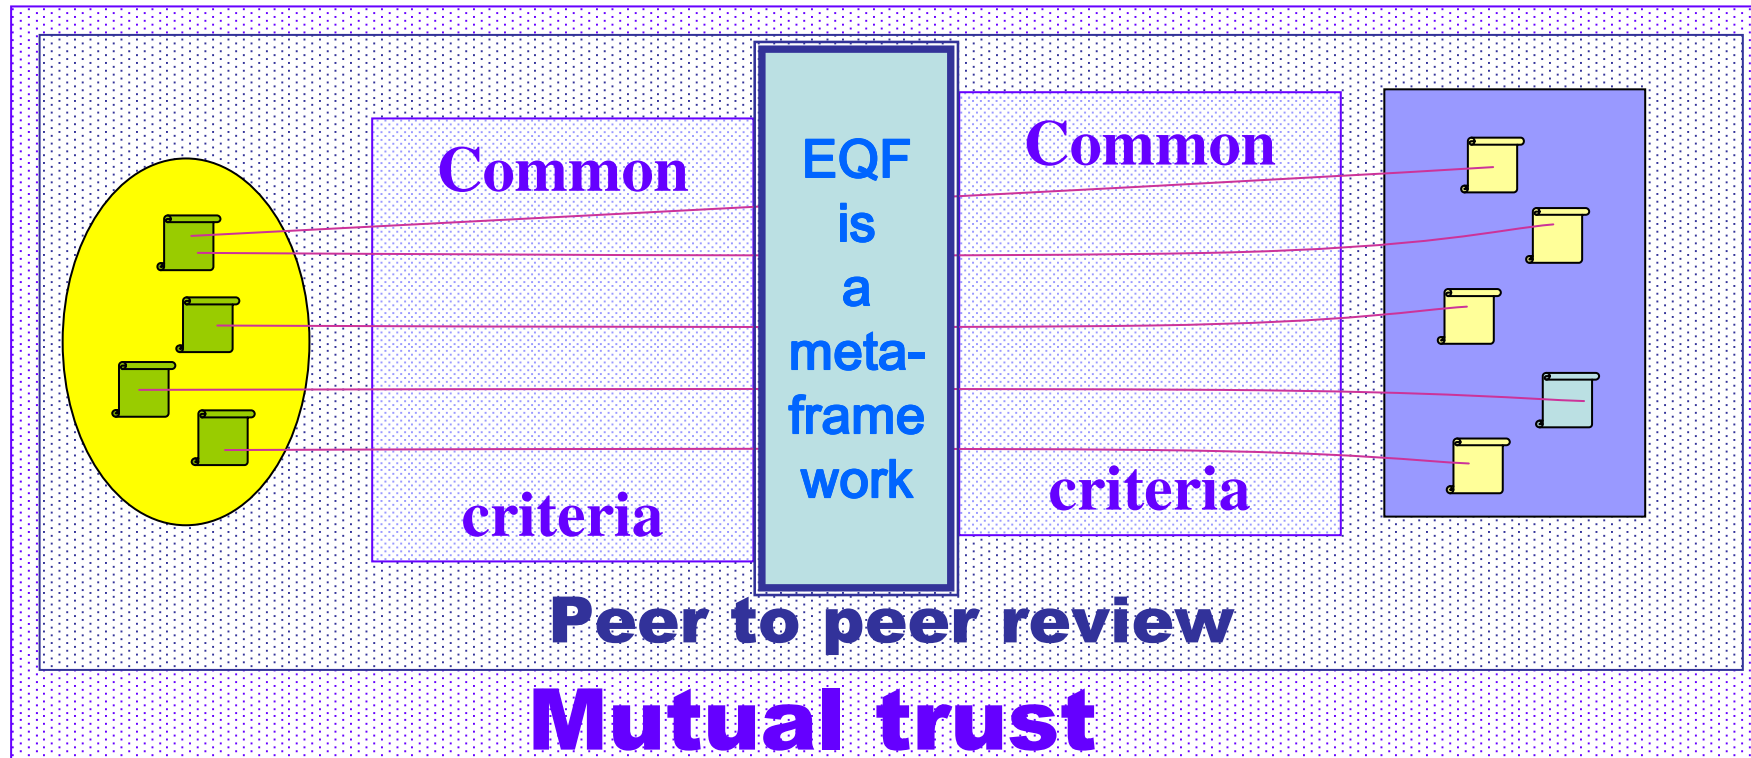 Common
criteria
EQF
is
a
meta-
frame
work
Common
criteria
Peer to peer review
Mutual trust